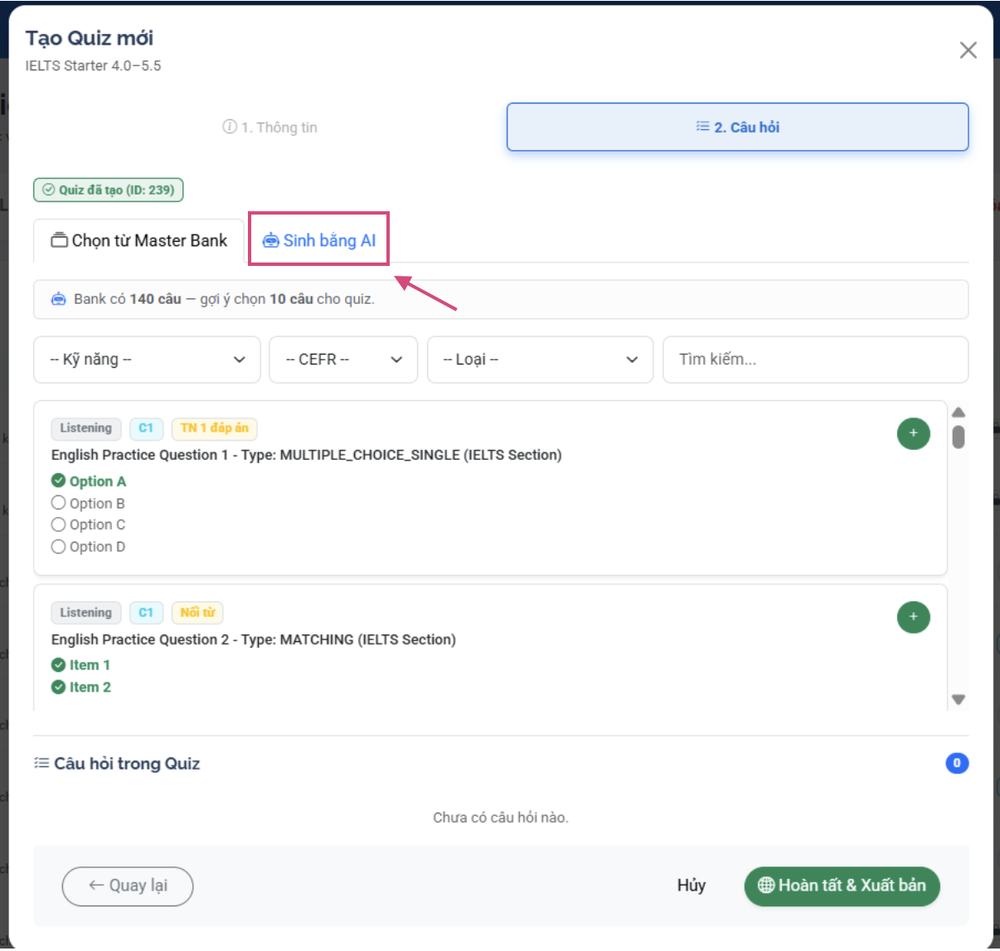 Tạo Quiz mới
IELTS Starter 4.0–5.5
1. Thông tin
2. Câu hỏi
Quiz đã tạo (ID: 239)
Chọn từ Master Bank
Sinh bằng AI
Bank có 140 câu — gợi ý chọn 10 câu cho quiz.
-- Kỹ năng --
-- CEFR --
-- Loại --
Tìm kiếm...
Listening C1 TN 1 đáp án
English Practice Question 1 - Type: MULTIPLE_CHOICE_SINGLE (IELTS Section)
Option A
Option B
Option C
Option D
Listening C1 Nối từ
English Practice Question 2 - Type: MATCHING (IELTS Section)
Item 1
Item 2
Câu hỏi trong Quiz
0
Chưa có câu hỏi nào.
← Quay lại
Hủy
Hoàn tất & Xuất bản